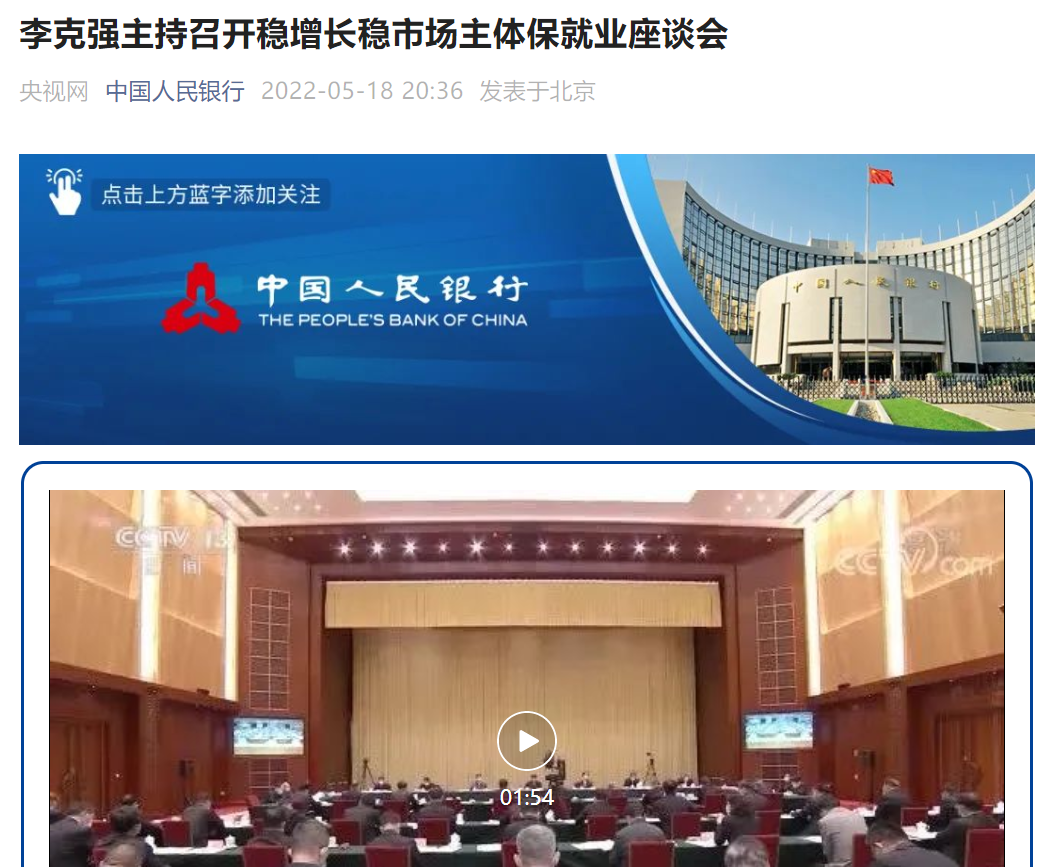 李克强主持召开稳增长稳市场主体保就业座谈会
央视网 中国人民银行 2022-05-18 20:36 发表于北京
点击上方蓝字添加关注
中国人民银行
THE PEOPLE'S BANK OF CHINA
中国人民银行
CCTV 13
新闻
CCTV.com
01:54